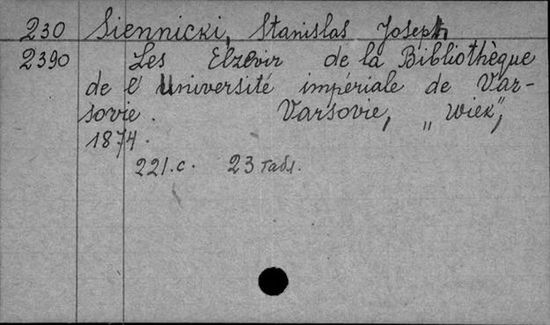 230 Siennicki, Stanislas Joseph,
2390 Les Elzevir de la Bibliothèque
de l'Université impériale de Var-
sovie. Varsovie, „Wiek",
1874.
221.c. 23 табл.